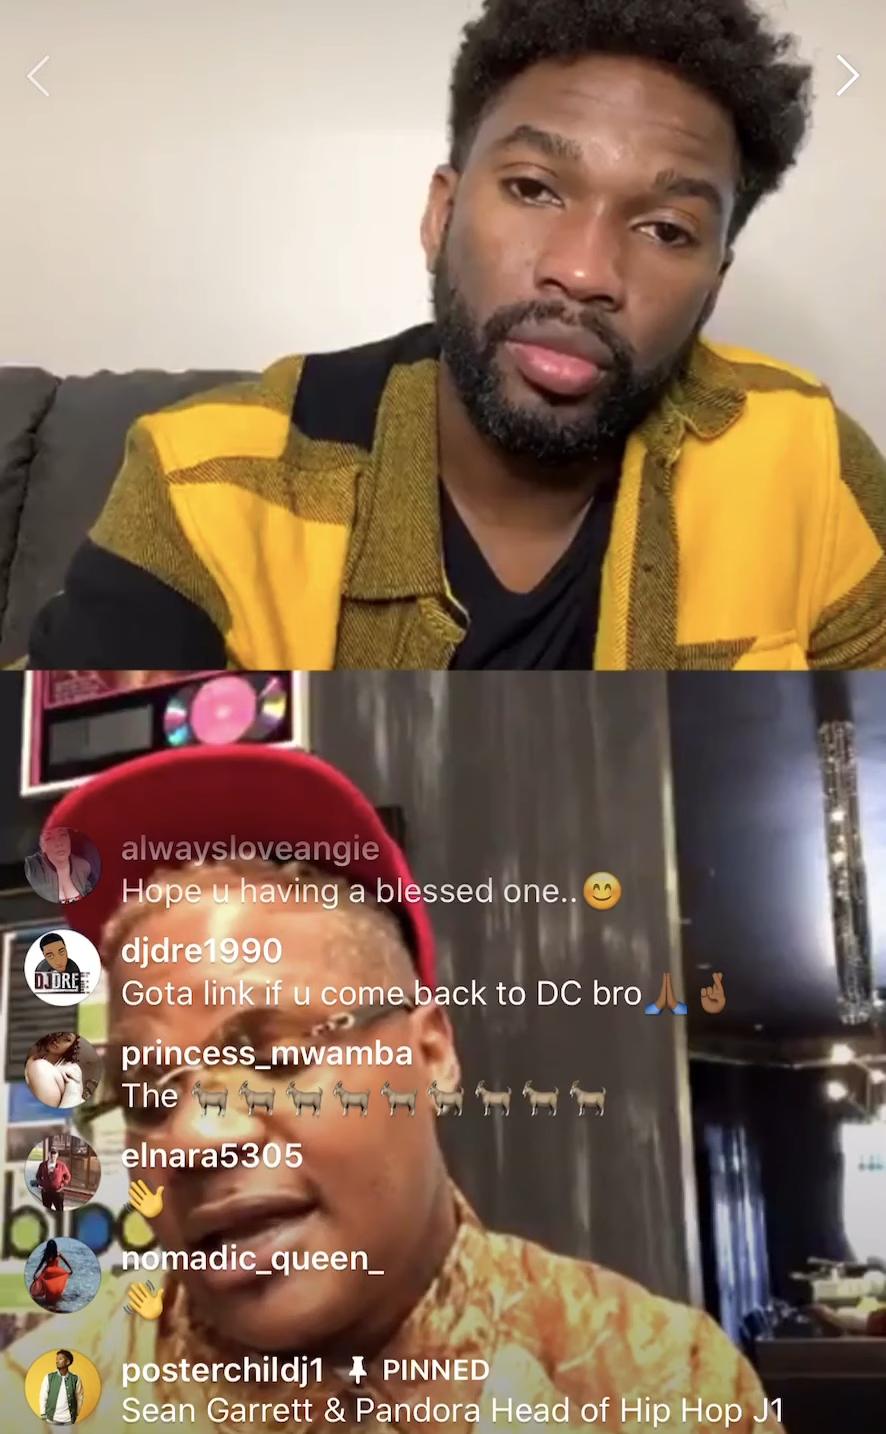 alwaysloveangie
Hope u having a blessed one..😊
djdre1990
Gota link if u come back to DC bro🙏🏾🤞🏾
DJDRE
princess_mwamba
The 🐐🐐🐐🐐🐐🐐🐐🐐🐐
elnara5305
👋
nomadic_queen_
👋
posterchildj1 📌 PINNED
Sean Garrett & Pandora Head of Hip Hop J1